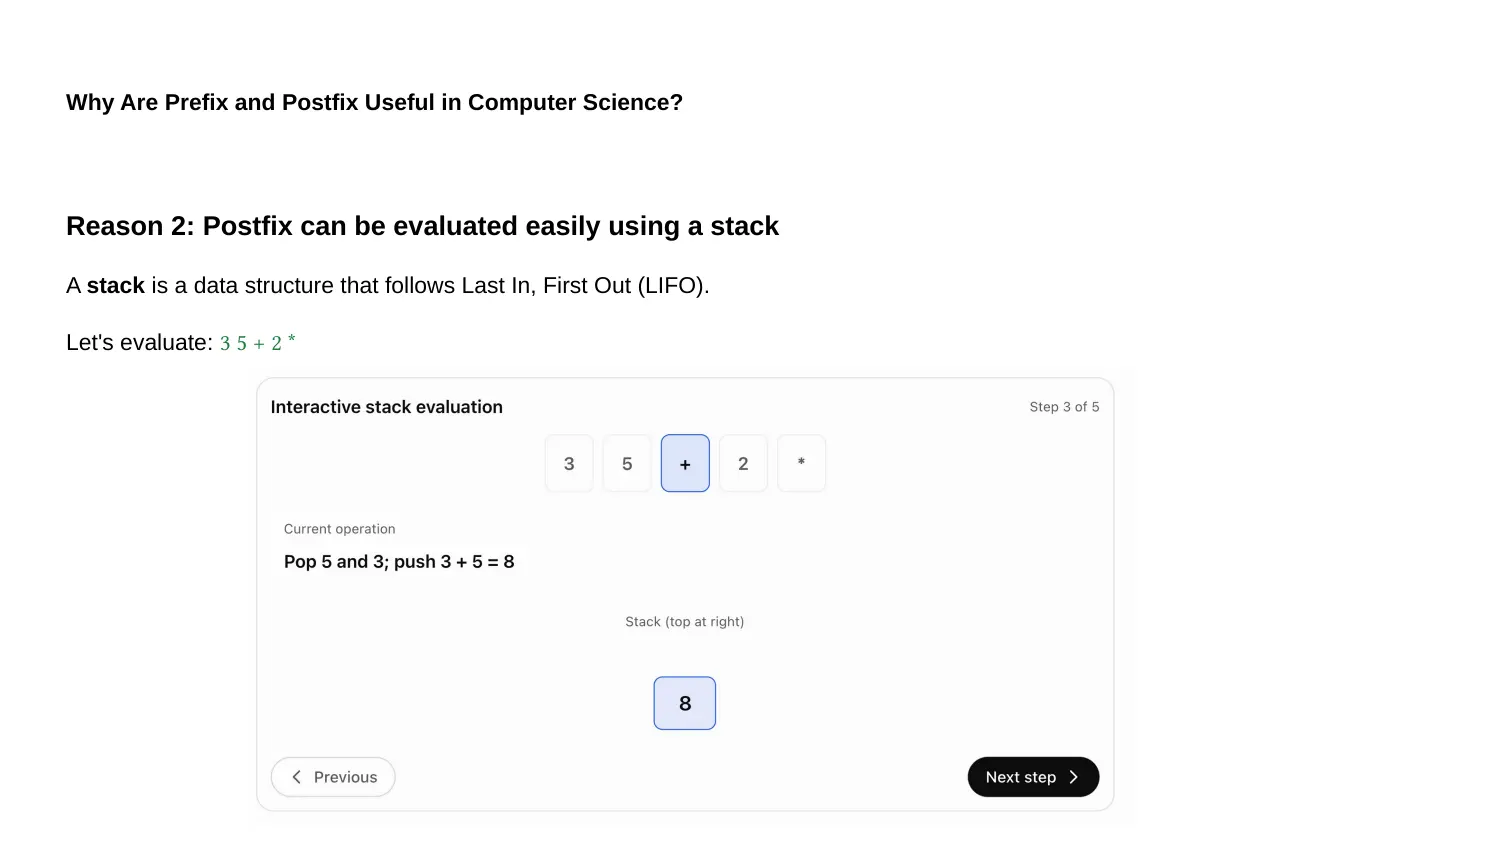 Why Are Prefix and Postfix Useful in Computer Science?
Reason 2: Postfix can be evaluated easily using a stack
A stack is a data structure that follows Last In, First Out (LIFO).
Let's evaluate: 3 5 + 2 *
Interactive stack evaluation
Step 3 of 5
3 5 + 2 *
Current operation
Pop 5 and 3; push 3 + 5 = 8
Stack (top at right)
8
Previous
Next step